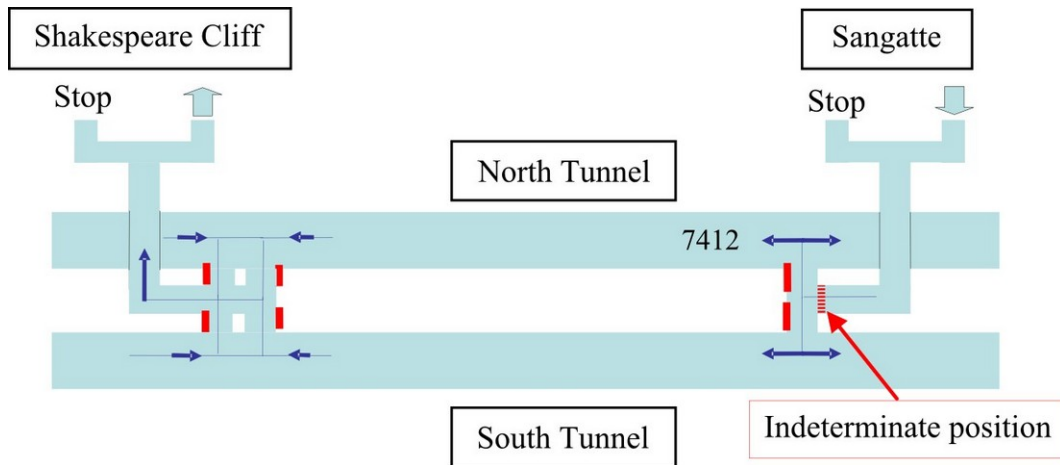 Shakespeare Cliff
Sangatte
Stop
Stop
North Tunnel
7412
Indeterminate position
South Tunnel